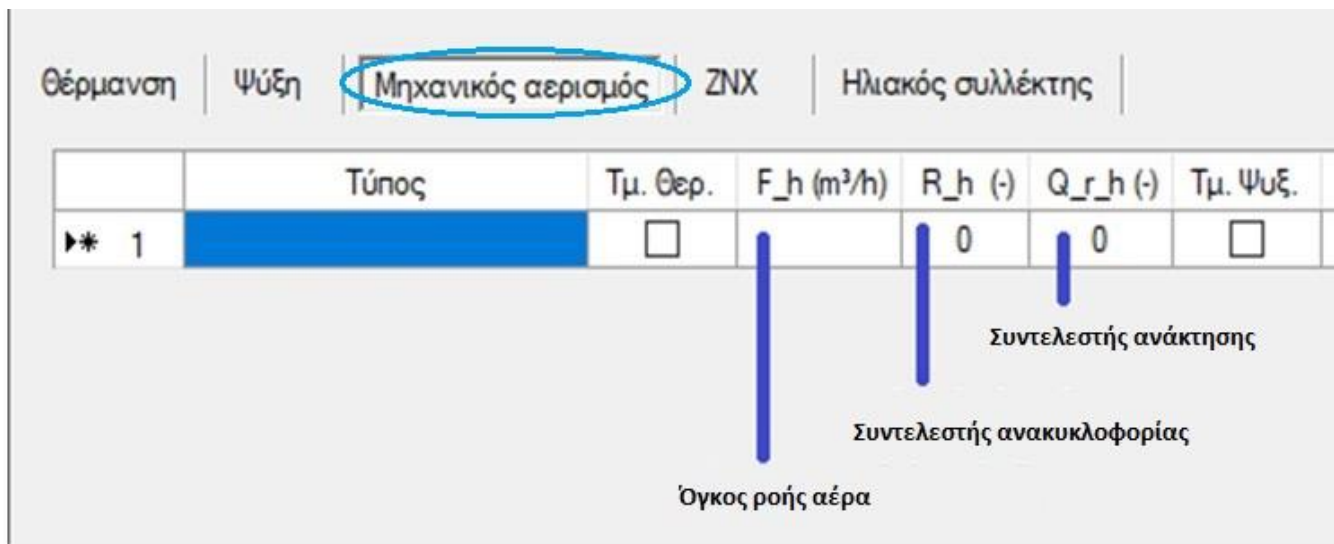 Θέρμανση Ψύξη Μηχανικός αερισμός ΖΝΧ Ηλιακός συλλέκτης
Τύπος Τμ. Θερ. F_h (m³/h) R_h (-) Q_r_h (-) Τμ. Ψυξ.
1 0 0
Συντελεστής ανάκτησης
Συντελεστής ανακυκλοφορίας
Όγκος ροής αέρα